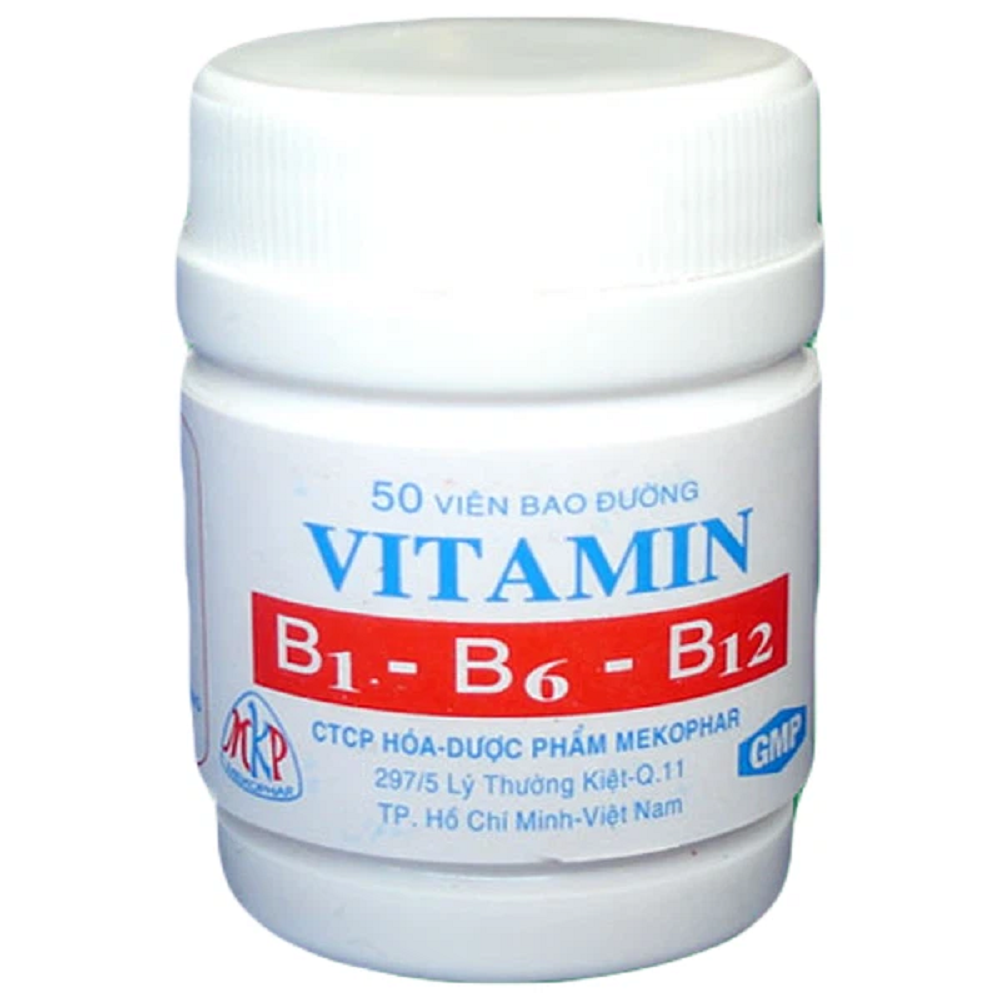 50 VIÊN BAO ĐƯỜNG
VITAMIN
B1 - B6 - B12
MKP
MEKOPHAR
CTCP HÓA-DƯỢC PHẨM MEKOPHAR
GMP
297/5 Lý Thường Kiệt-Q.11
TP. Hồ Chí Minh-Việt Nam